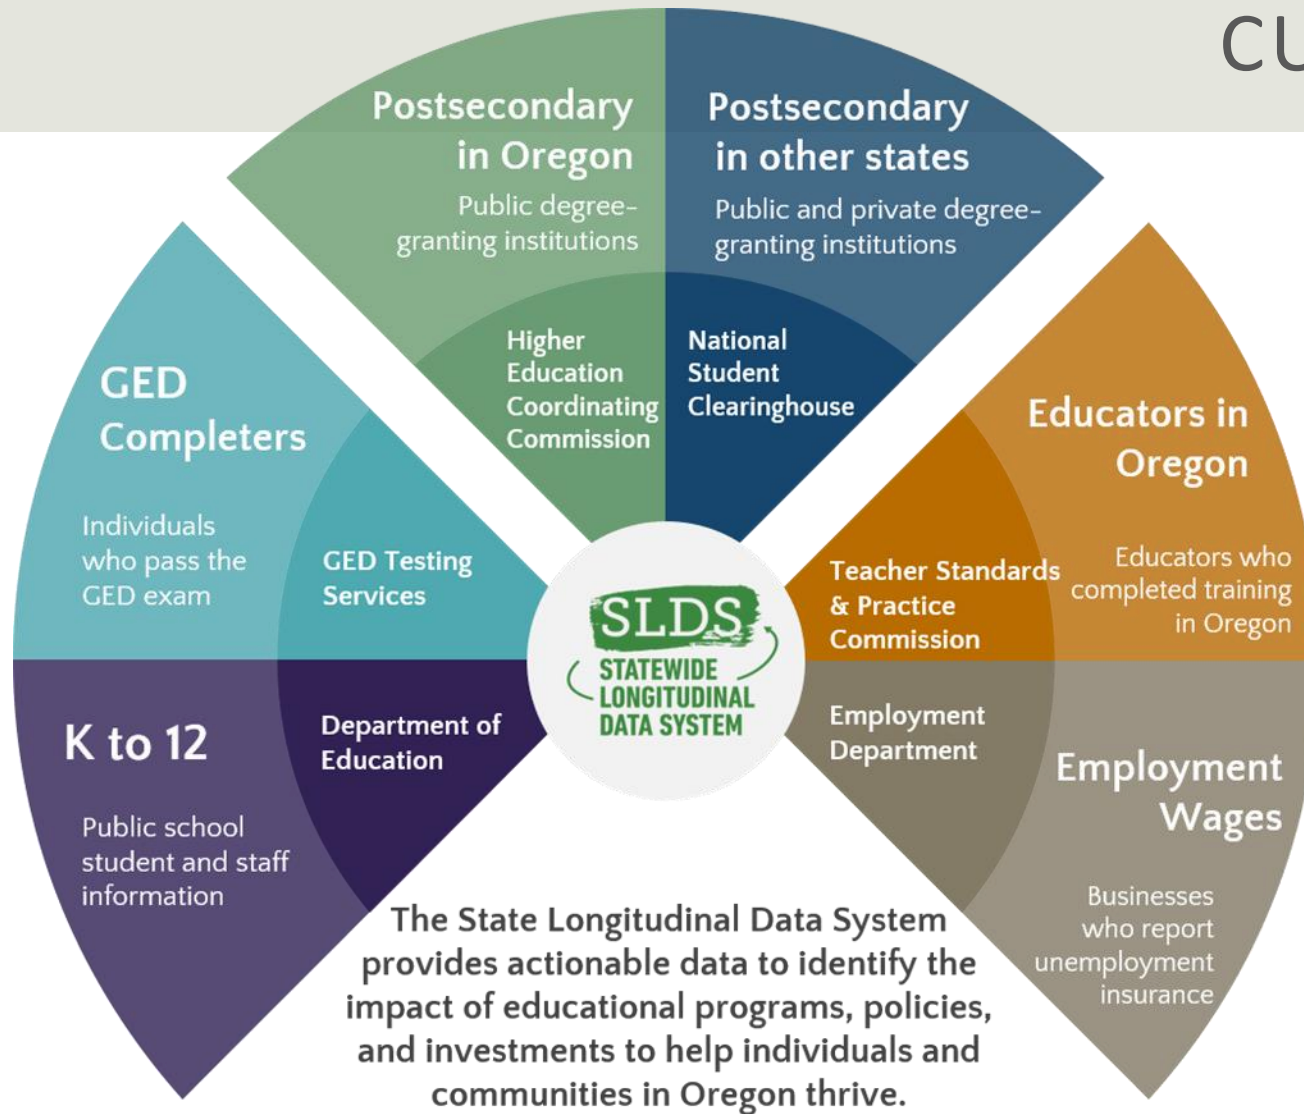 Postsecondary
in Oregon
Public degree-
granting institutions
Higher
Education
Coordinating
Commission
Postsecondary
in other states
Public and private degree-
granting institutions
National
Student
Clearinghouse
GED
Completers
Individuals
who pass the
GED exam
GED Testing
Services
Educators in
Oregon
Educators who
completed training
in Oregon
Teacher Standards
& Practice
Commission
K to 12
Public school
student and staff
information
Department of
Education
SLDS
STATEWIDE
LONGITUDINAL
DATA SYSTEM
Employment
Department
Employment
Wages
Businesses
who report
unemployment
insurance
The State Longitudinal Data System
provides actionable data to identify the
impact of educational programs, policies,
and investments to help individuals and
communities in Oregon thrive.